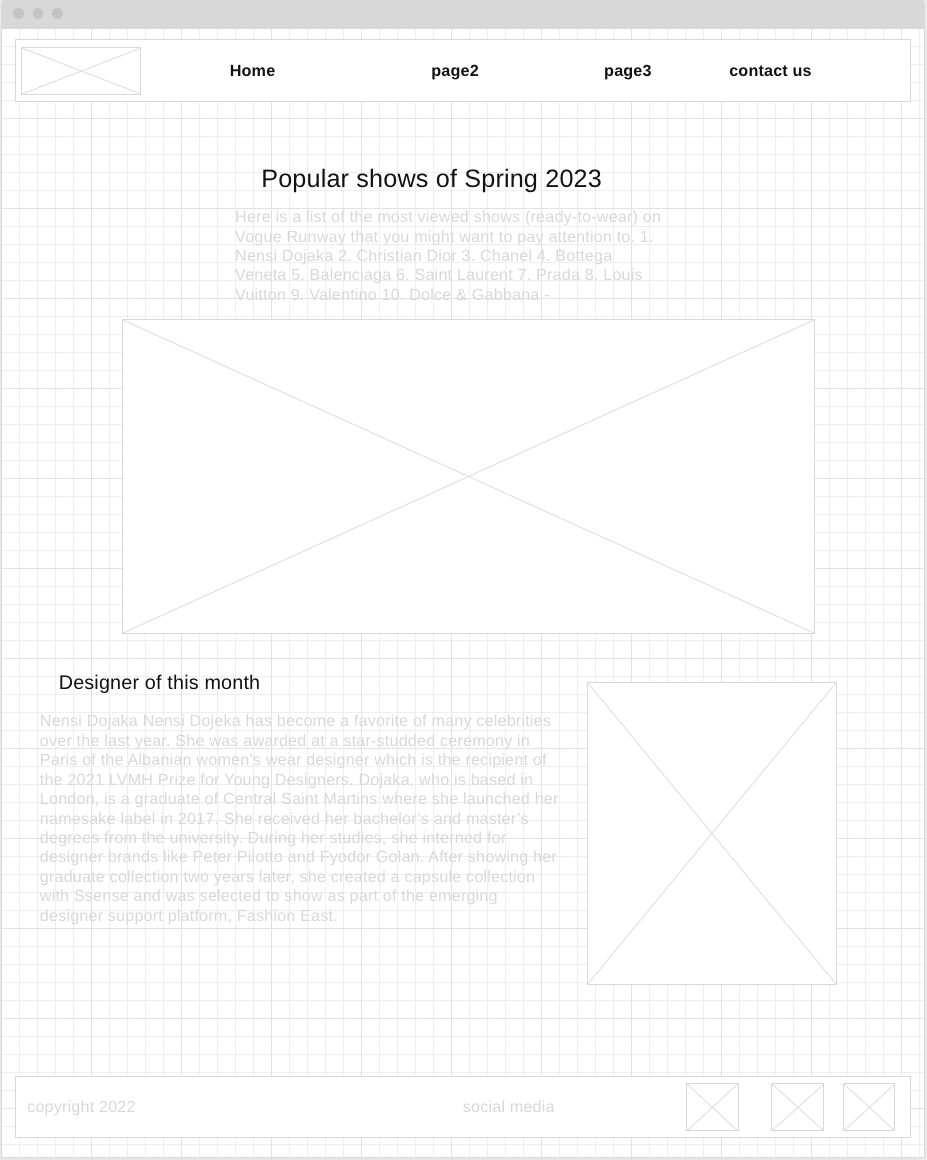 Home page2 page3 contact us
Popular shows of Spring 2023
Here is a list of the most viewed shows (ready-to-wear) on
Vogue Runway that you might want to pay attention to. 1.
Nensi Dojaka 2. Christian Dior 3. Chanel 4. Bottega
Veneta 5. Balenciaga 6. Saint Laurent 7. Prada 8. Louis
Vuitton 9. Valentino 10. Dolce & Gabbana -
Designer of this month
Nensi Dojaka Nensi Dojeka has become a favorite of many celebrities
over the last year. She was awarded at a star-studded ceremony in
Paris of the Albanian women’s wear designer which is the recipient of
the 2021 LVMH Prize for Young Designers. Dojaka, who is based in
London, is a graduate of Central Saint Martins where she launched her
namesake label in 2017. She received her bachelor’s and master’s
degrees from the university. During her studies, she interned for
designer brands like Peter Pilotto and Fyodor Golan. After showing her
graduate collection two years later, she created a capsule collection
with Ssense and was selected to show as part of the emerging
designer support platform, Fashion East.
copyright 2022 social media